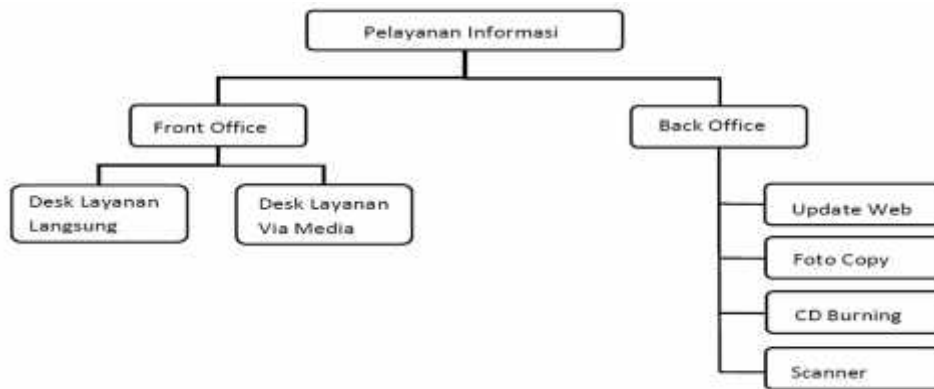 Pelayanan Informasi
Front Office
Back Office
Desk Layanan
Langsung
Desk Layanan
Via Media
Update Web
Foto Copy
CD Burning
Scanner